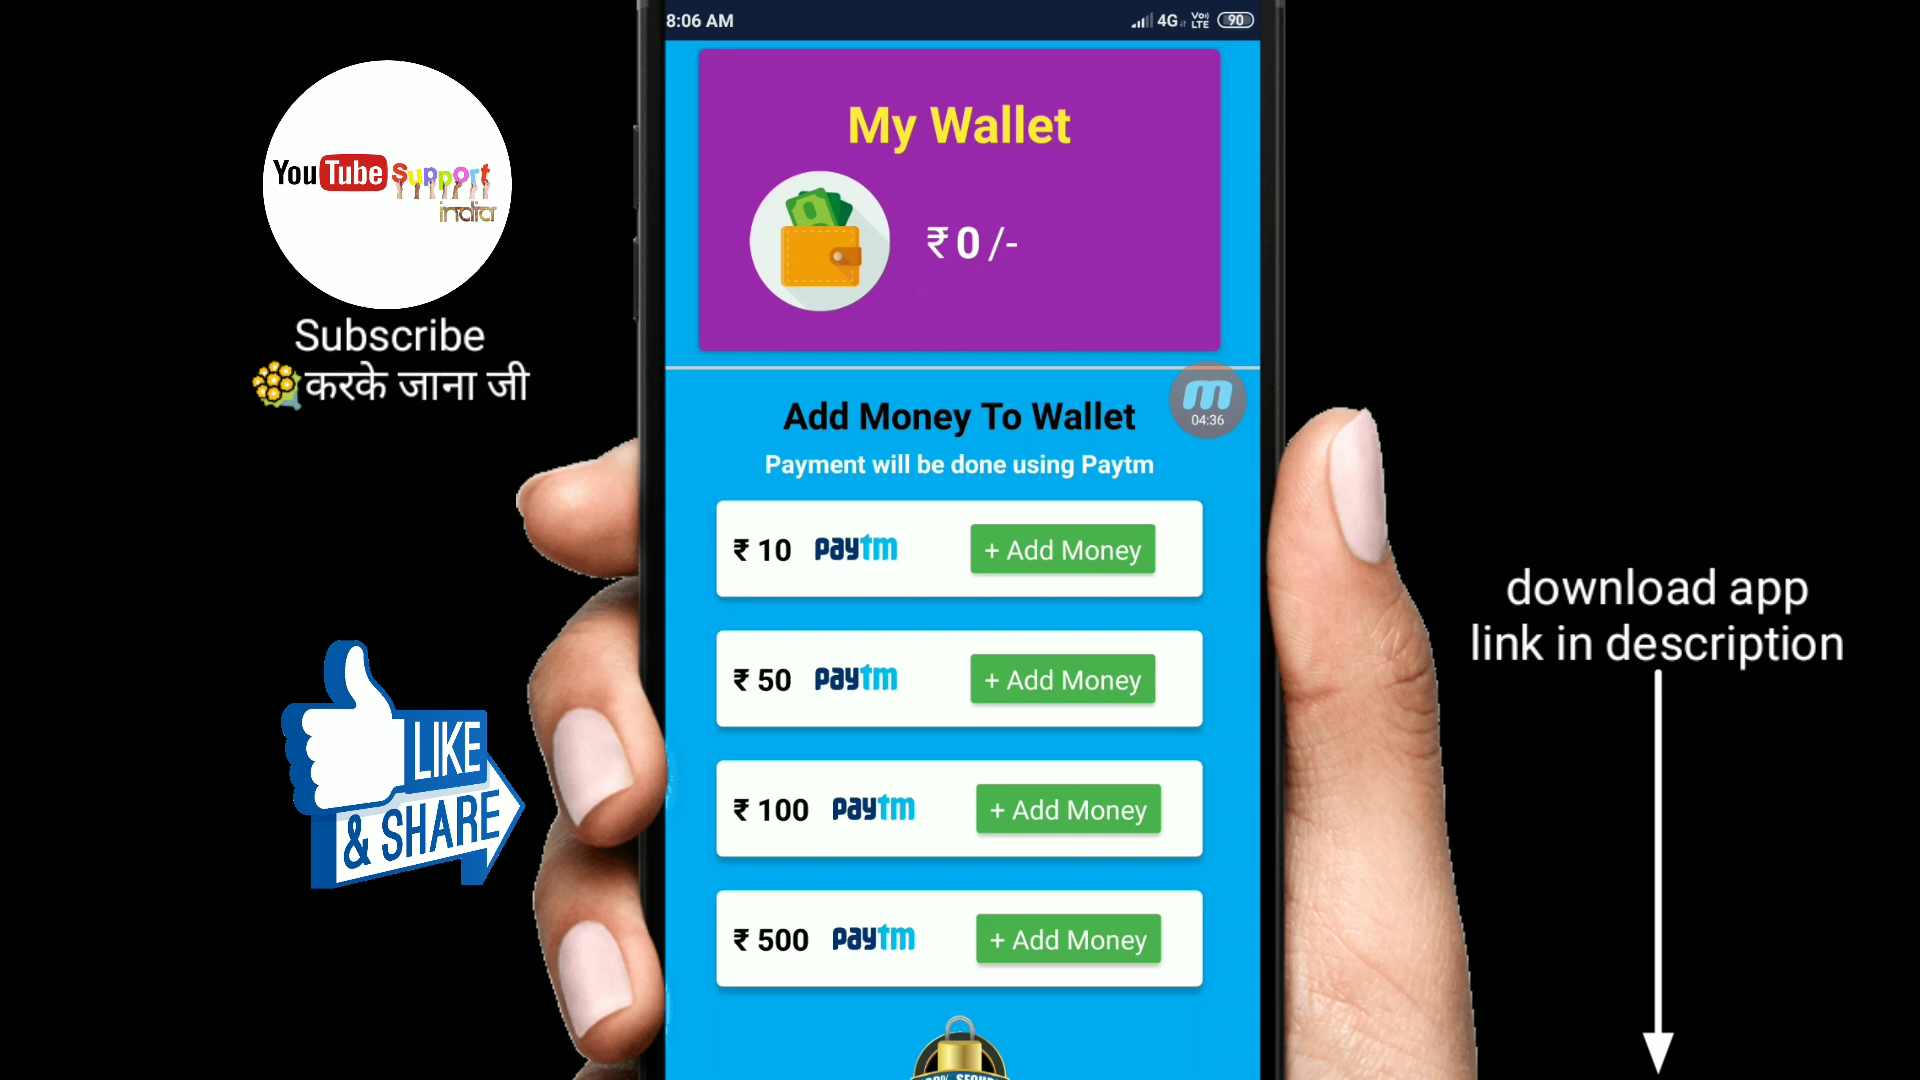 8:06 AM
4G VoLTE 90
YouTube Support
india
Subscribe
करके जाना जी
My Wallet
₹ 0 /-
m
04:36
Add Money To Wallet
Payment will be done using Paytm
₹ 10 paytm + Add Money
₹ 50 paytm + Add Money
₹ 100 paytm + Add Money
₹ 500 paytm + Add Money
LIKE
& SHARE
download app
link in description